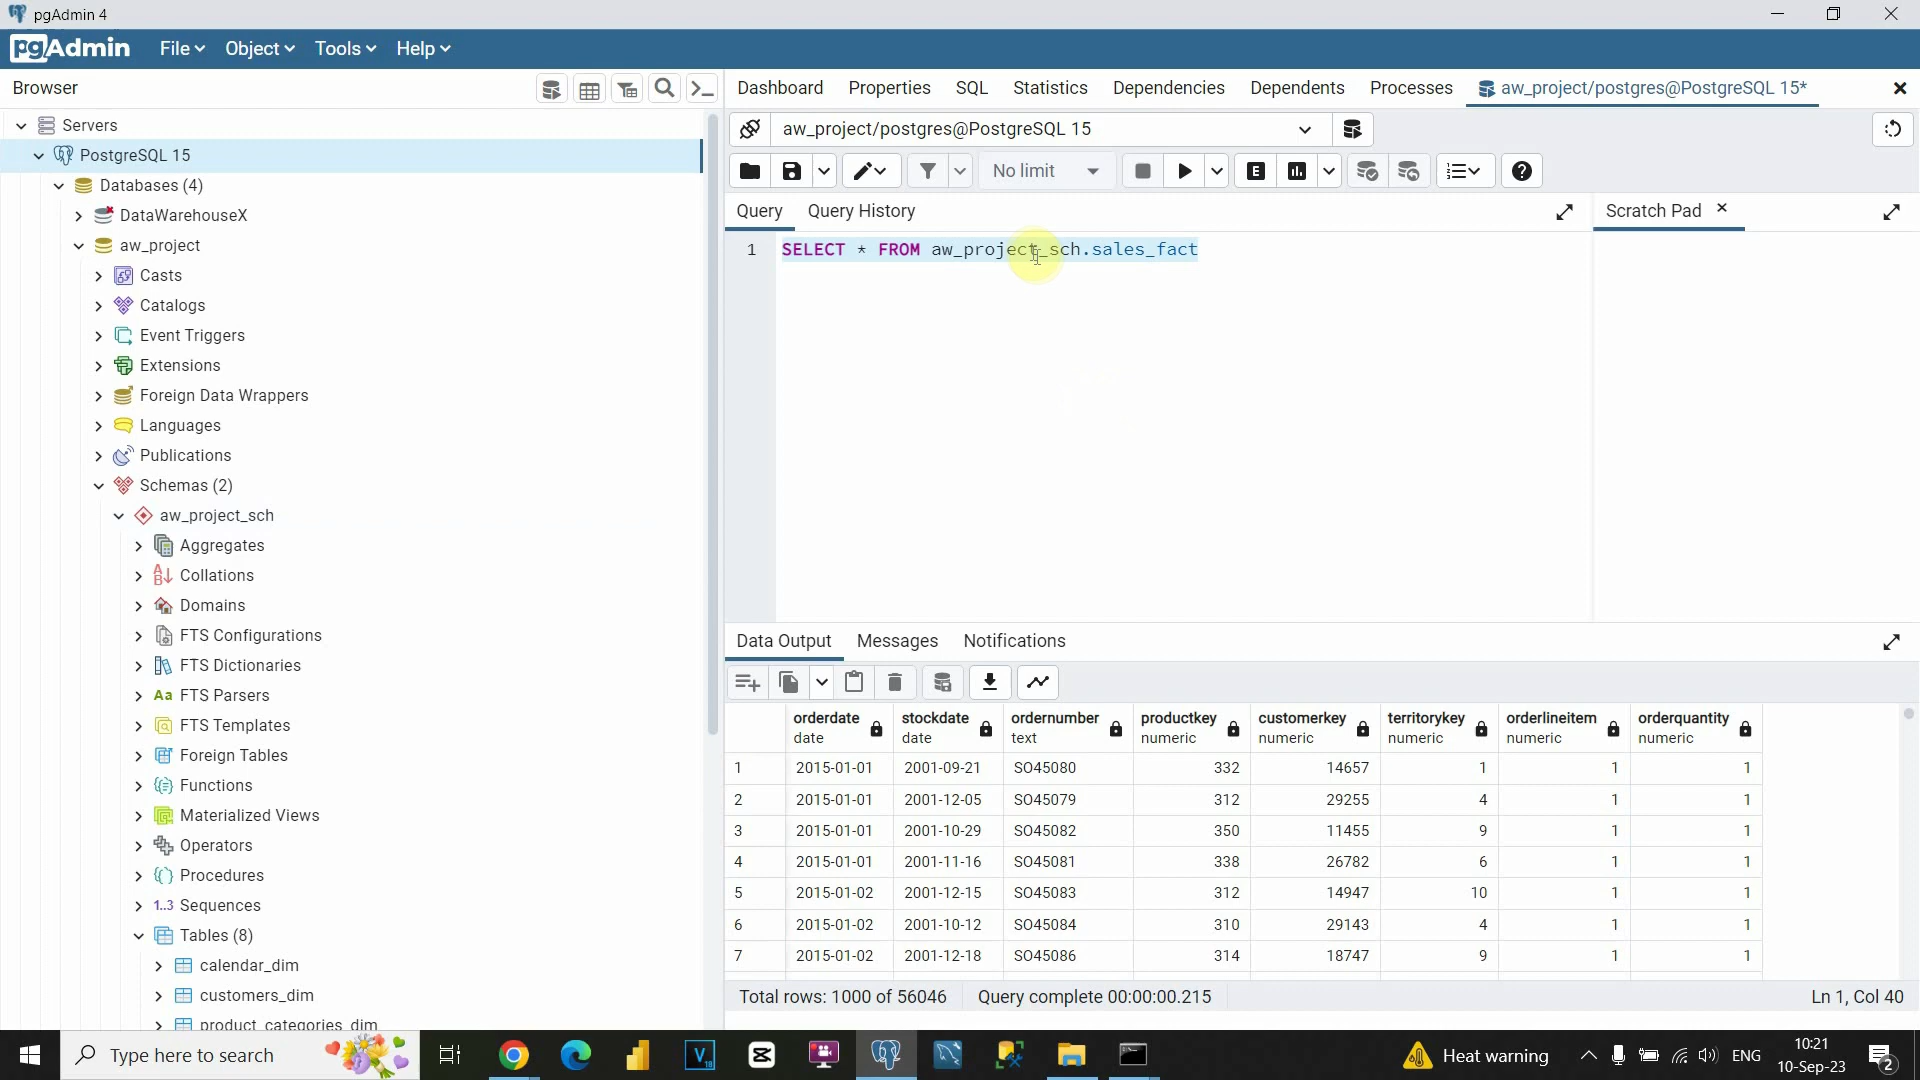 pgAdmin 4
pgAdmin File Object Tools Help
Browser
Servers
PostgreSQL 15
Databases (4)
DataWarehouseX
aw_project
Casts
Catalogs
Event Triggers
Extensions
Foreign Data Wrappers
Languages
Publications
Schemas (2)
aw_project_sch
Aggregates
Collations
Domains
FTS Configurations
FTS Dictionaries
Aa FTS Parsers
FTS Templates
Foreign Tables
Functions
Materialized Views
Operators
Procedures
1..3 Sequences
Tables (8)
calendar_dim
customers_dim
product_categories_dim
Dashboard Properties SQL Statistics Dependencies Dependents Processes aw_project/postgres@PostgreSQL 15*
aw_project/postgres@PostgreSQL 15
No limit E
Query Query History
Scratch Pad
1 SELECT * FROM aw_project_sch.sales_fact
Data Output Messages Notifications
orderdate stockdate ordernumber productkey customerkey territorykey orderlineitem orderquantity
date date text numeric numeric numeric numeric numeric
1 2015-01-01 2001-09-21 SO45080 332 14657 1 1 1
2 2015-01-01 2001-12-05 SO45079 312 29255 4 1 1
3 2015-01-01 2001-10-29 SO45082 350 11455 9 1 1
4 2015-01-01 2001-11-16 SO45081 338 26782 6 1 1
5 2015-01-02 2001-12-15 SO45083 312 14947 10 1 1
6 2015-01-02 2001-10-12 SO45084 310 29143 4 1 1
7 2015-01-02 2001-12-18 SO45086 314 18747 9 1 1
Total rows: 1000 of 56046 Query complete 00:00:00.215 Ln 1, Col 40
Type here to search
Heat warning
ENG
10:21
10-Sep-23
2